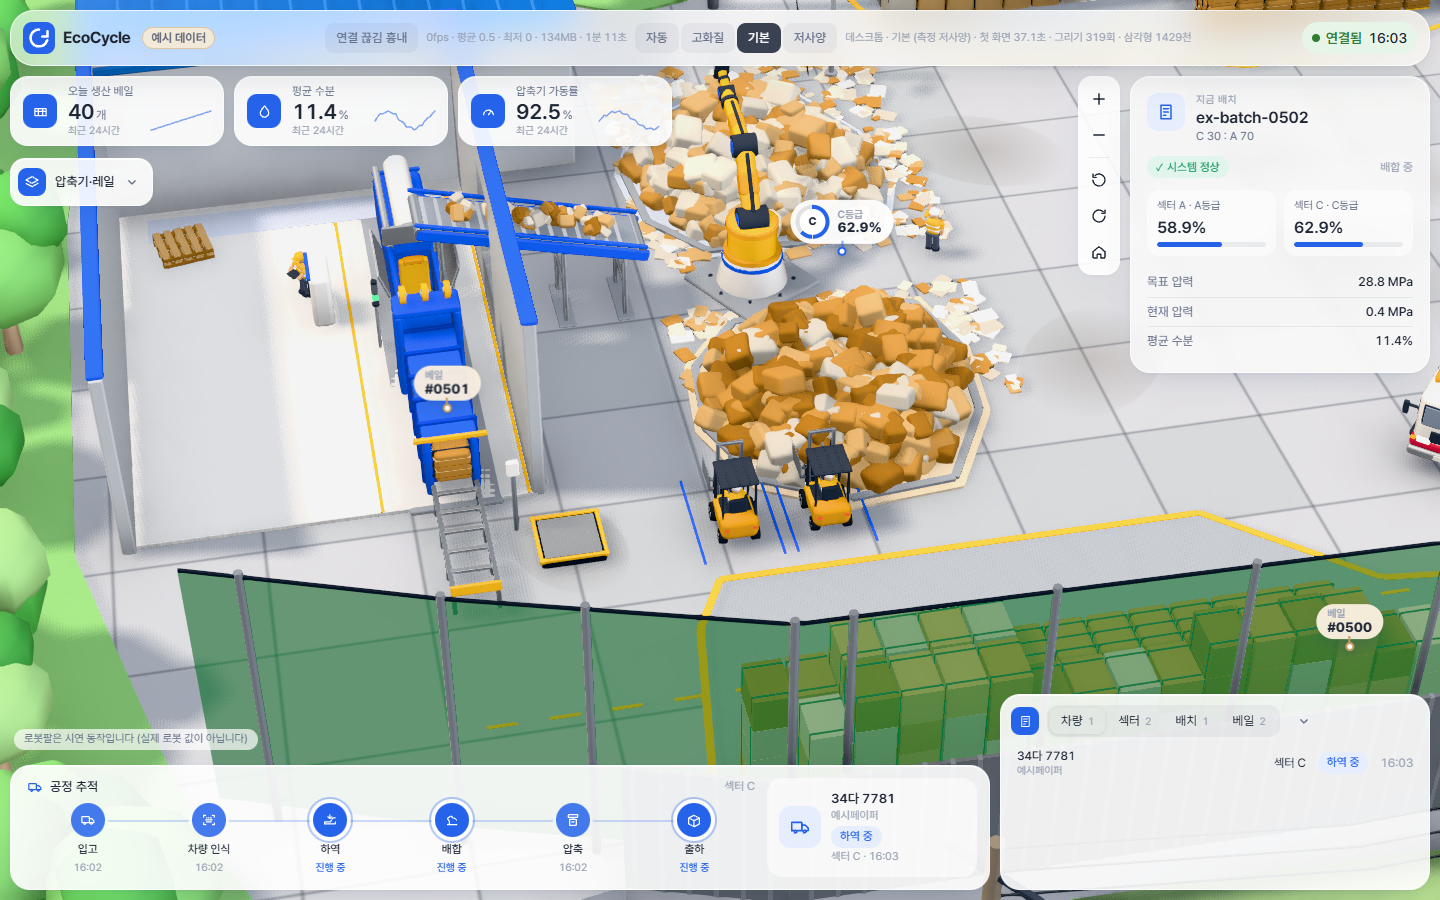 EcoCycle
예시 데이터
연결 끊김 흉내
0fps · 평균 0.5 · 최저 0 · 134MB · 1분 11초
자동
고화질
기본
저사양
데스크톱 · 기본 (측정 저사양) · 첫 화면 37.1초 · 그리기 319회 · 삼각형 1429천
연결됨 16:03
오늘 생산 베일
40개
최근 24시간
평균 수분
11.4%
최근 24시간
압축기 가동률
92.5%
최근 24시간
압축기·레일
지금 배치
ex-batch-0502
C 30 : A 70
✓ 시스템 정상
배합 중
섹터 A · A등급
58.9%
섹터 C · C등급
62.9%
목표 압력
28.8 MPa
현재 압력
0.4 MPa
평균 수분
11.4%
C
C등급
62.9%
베일
#0501
베일
#0500
로봇팔은 시연 동작입니다 (실제 로봇 값이 아닙니다)
공정 추적
섹터 C
입고
16:02
차량 인식
16:02
하역
진행 중
배합
진행 중
압축
16:02
출하
진행 중
34다 7781
예시페이퍼
하역 중
섹터 C · 16:03
차량 1
섹터 2
배치 1
베일 2
34다 7781
예시페이퍼
섹터 C
하역 중
16:03